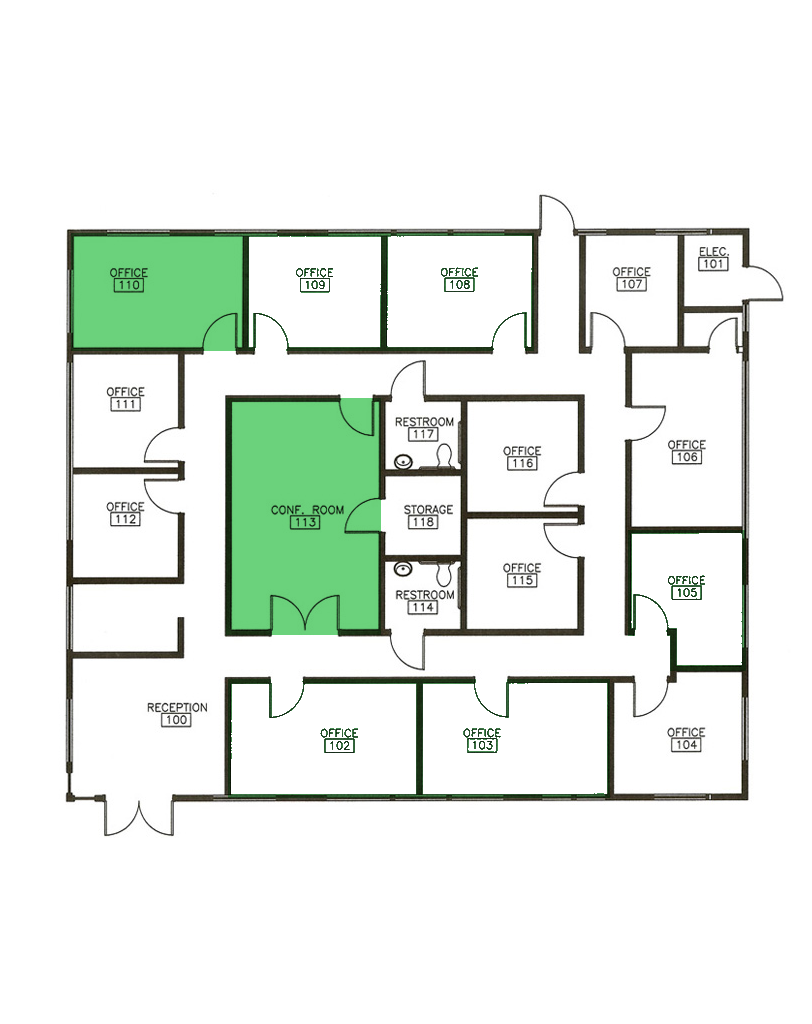 OFFICE
110
OFFICE
109
OFFICE
108
OFFICE
107
ELEC.
101
OFFICE
111
RESTROOM
117
OFFICE
116
OFFICE
106
CONF. ROOM
113
STORAGE
118
OFFICE
112
OFFICE
115
OFFICE
105
RESTROOM
114
RECEPTION
100
OFFICE
102
OFFICE
103
OFFICE
104